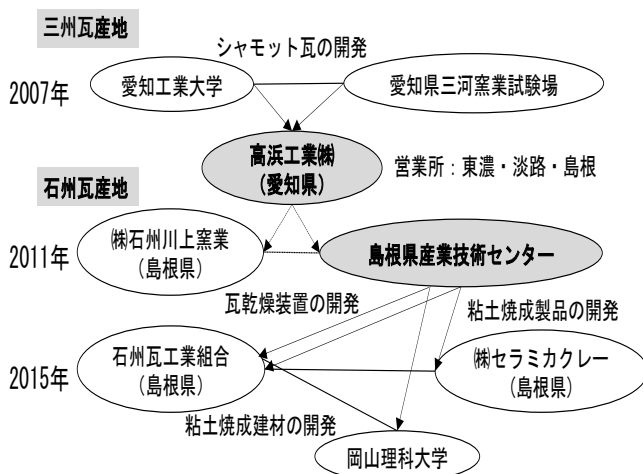 三州瓦産地
シャモット瓦の開発
2007年
愛知工業大学
愛知県三河窯業試験場
高浜工業㈱
（愛知県）
営業所：東濃・淡路・島根
石州瓦産地
2011年
㈱石州川上窯業
（島根県）
島根県産業技術センター
瓦乾燥装置の開発
粘土焼成製品の開発
2015年
石州瓦工業組合
（島根県）
㈱セラミカクレー
（島根県）
粘土焼成建材の開発
岡山理科大学